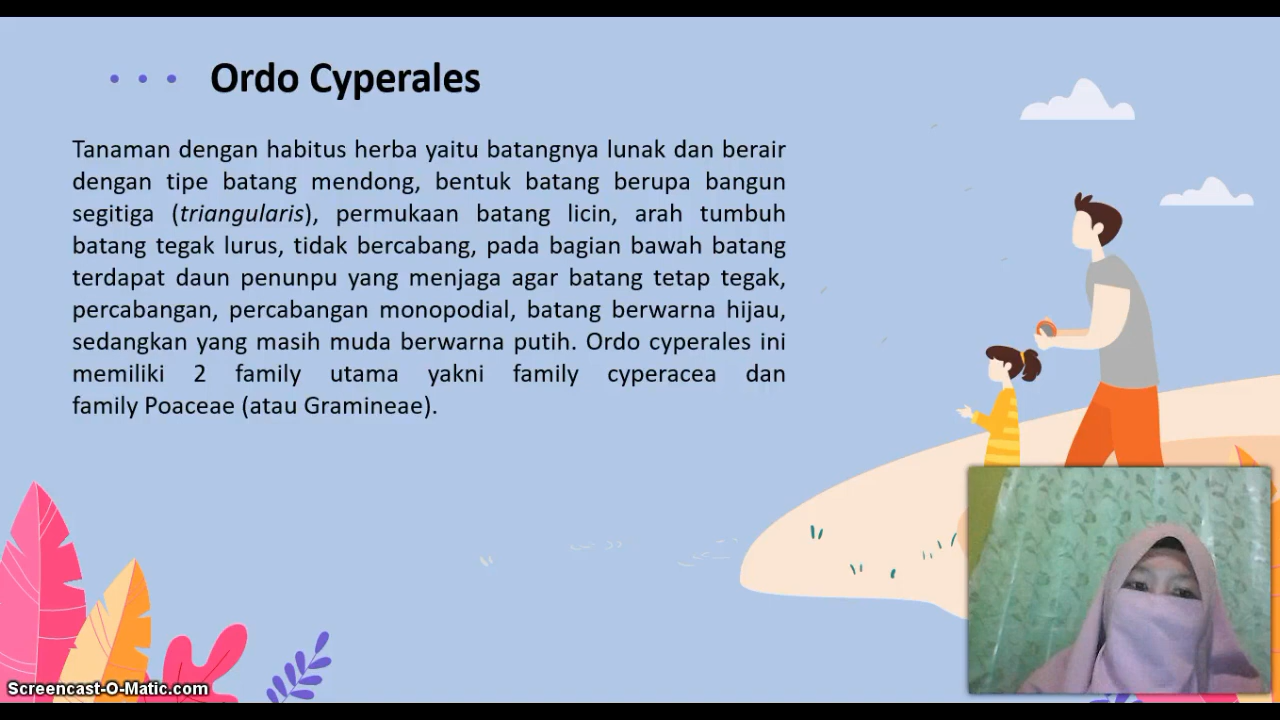 Ordo Cyperales
Tanaman dengan habitus herba yaitu batangnya lunak dan berair
dengan tipe batang mendong, bentuk batang berupa bangun
segitiga (triangularis), permukaan batang licin, arah tumbuh
batang tegak lurus, tidak bercabang, pada bagian bawah batang
terdapat daun penunpu yang menjaga agar batang tetap tegak,
percabangan, percabangan monopodial, batang berwarna hijau,
sedangkan yang masih muda berwarna putih. Ordo cyperales ini
memiliki 2 family utama yakni family cyperacea dan
family Poaceae (atau Gramineae).
Screencast-O-Matic.com